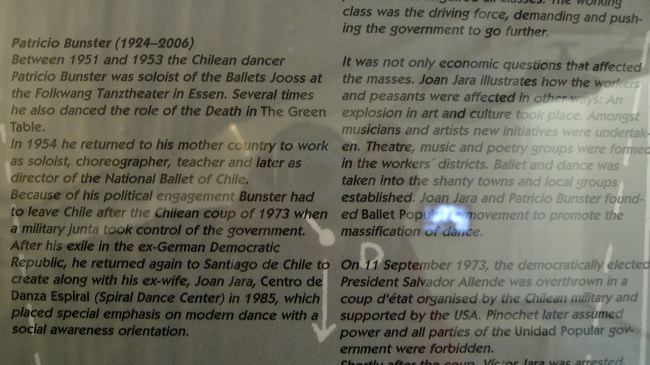 Patricio Bunster (1924–2006)
Between 1951 and 1953 the Chilean dancer
Patricio Bunster was soloist of the Ballets Jooss at
the Folkwang Tanztheater in Essen. Several times
he also danced the role of the Death in The Green
Table.
In 1954 he returned to his mother country to work
as soloist, choreographer, teacher and later as
director of the National Ballet of Chile.
Because of his political engagement Bunster had
to leave Chile after the Chilean coup of 1973 when
a military junta took control of the government.
After his exile in the ex-German Democratic
Republic, he returned again to Santiago de Chile to
create along with his ex-wife, Joan Jara, Centro de
Danza Espiral (Spiral Dance Center) in 1985, which
placed special emphasis on modern dance with a
social awareness orientation.
all classes. The working
class was the driving force, demanding and push-
ing the government to go further.
It was not only economic questions that affected
the masses. Joan Jara illustrates how the workers
and peasants were affected in other ways: An
explosion in art and culture took place. Amongst
musicians and artists new initiatives were undertak-
en. Theatre, music and poetry groups were formed
in the workers' districts. Ballet and dance was
taken into the shanty towns and local groups
established. Joan Jara and Patricio Bunster found-
ed Ballet movement to promote the
massification of dance.
On 11 September 1973, the democratically elected
President Salvador Allende was overthrown in a
coup d'état organised by the Chilean military and
supported by the USA. Pinochet later assumed
power and all parties of the Unidad Popular gov-
ernment were forbidden.
Shortly after the coup, Víctor Jara was arrested
D